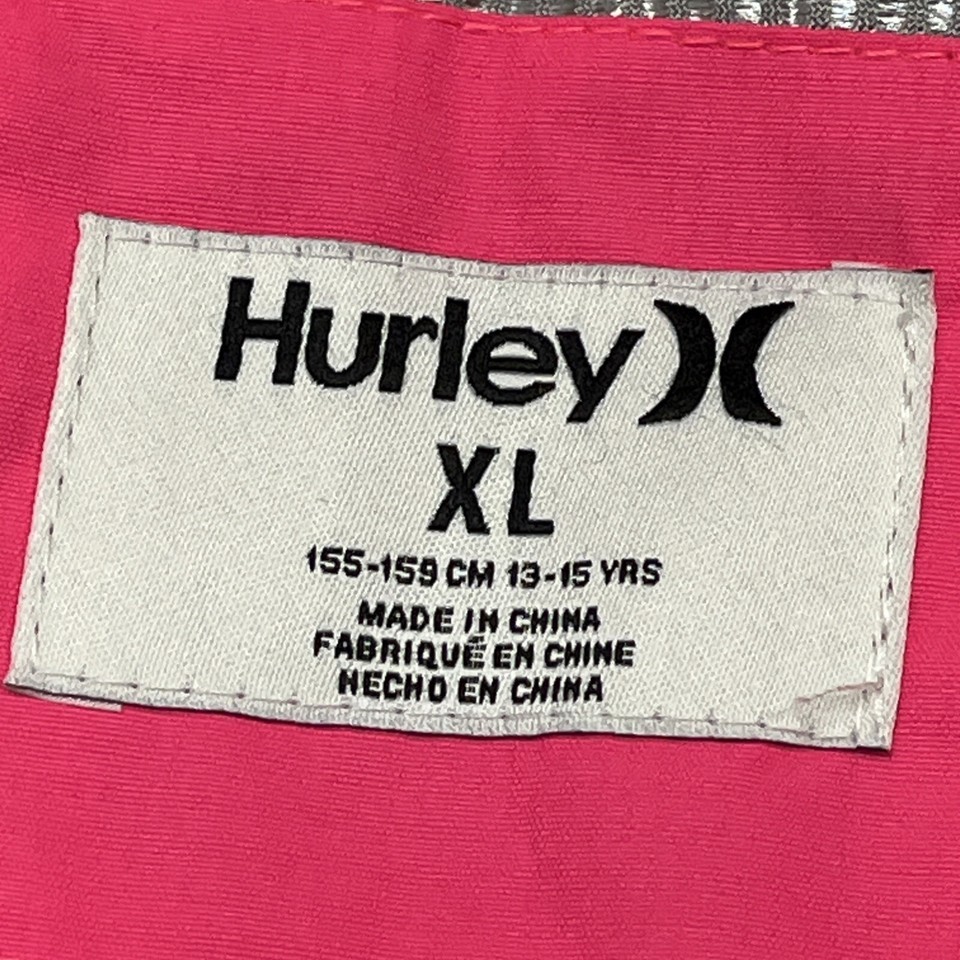 Hurley
XL
155-159 CM 13-15 YRS
MADE IN CHINA
FABRIQUÉ EN CHINE
HECHO EN CHINA